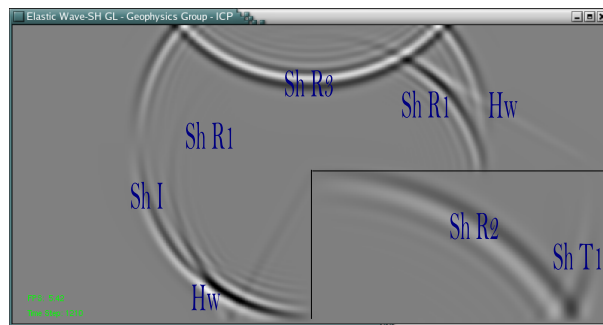 Elastic Wave-SH GL - Geophysics Group - ICP
Sh R3
Sh R1
Hw
Sh R1
Sh I
Sh R2
Sh T1
Hw